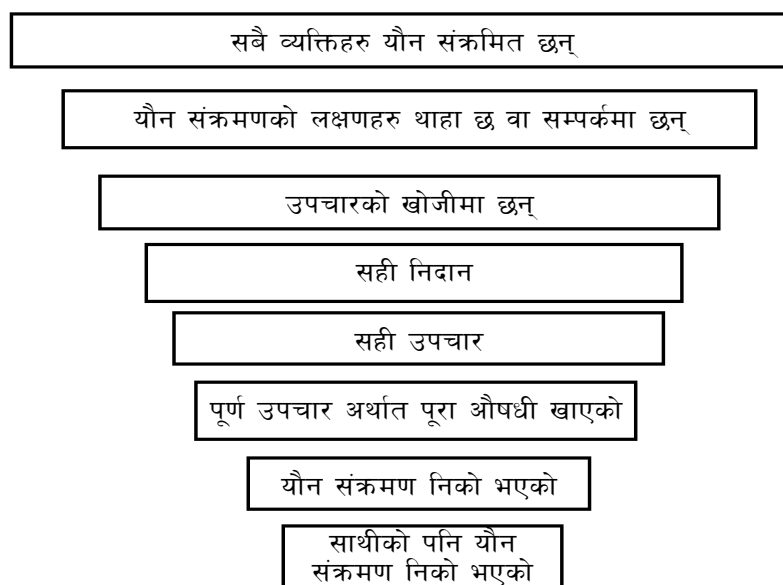 सबै व्यक्तिहरु यौन संक्रमित छन्
यौन संक्रमणको लक्षणहरु थाहा छ वा सम्पर्कमा छन्
उपचारको खोजीमा छन्
सही निदान
सही उपचार
पूर्ण उपचार अर्थात पूरा औषधी खाएको
यौन संक्रमण निको भएको
साथीको पनि यौन
संक्रमण निको भएको